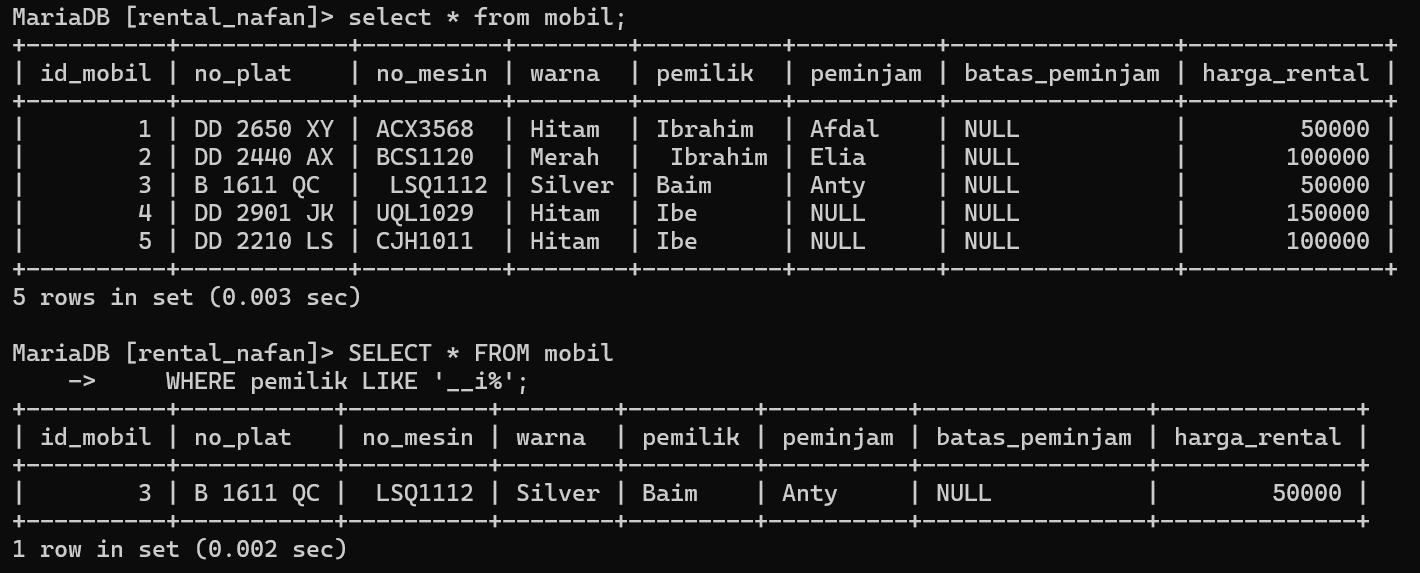 MariaDB [rental_nafan]> select * from mobil;
+----------+------------+----------+--------+----------+----------+----------------+--------------+
| id_mobil | no_plat    | no_mesin | warna  | pemilik  | peminjam | batas_peminjam | harga_rental |
+----------+------------+----------+--------+----------+----------+----------------+--------------+
|        1 | DD 2650 XY | ACX3568  | Hitam  | Ibrahim  | Afdal    | NULL           |        50000 |
|        2 | DD 2440 AX | BCS1120  | Merah  |  Ibrahim | Elia     | NULL           |       100000 |
|        3 | B 1611 QC  |  LSQ1112 | Silver | Baim     | Anty     | NULL           |        50000 |
|        4 | DD 2901 JK | UQL1029  | Hitam  | Ibe      | NULL     | NULL           |       150000 |
|        5 | DD 2210 LS | CJH1011  | Hitam  | Ibe      | NULL     | NULL           |       100000 |
+----------+------------+----------+--------+----------+----------+----------------+--------------+
5 rows in set (0.003 sec)

MariaDB [rental_nafan]> SELECT * FROM mobil
    ->     WHERE pemilik LIKE '__i%';
+----------+-----------+----------+--------+---------+----------+----------------+--------------+
| id_mobil | no_plat   | no_mesin | warna  | pemilik | peminjam | batas_peminjam | harga_rental |
+----------+-----------+----------+--------+---------+----------+----------------+--------------+
|        3 | B 1611 QC |  LSQ1112 | Silver | Baim    | Anty     | NULL           |        50000 |
+----------+-----------+----------+--------+---------+----------+----------------+--------------+
1 row in set (0.002 sec)